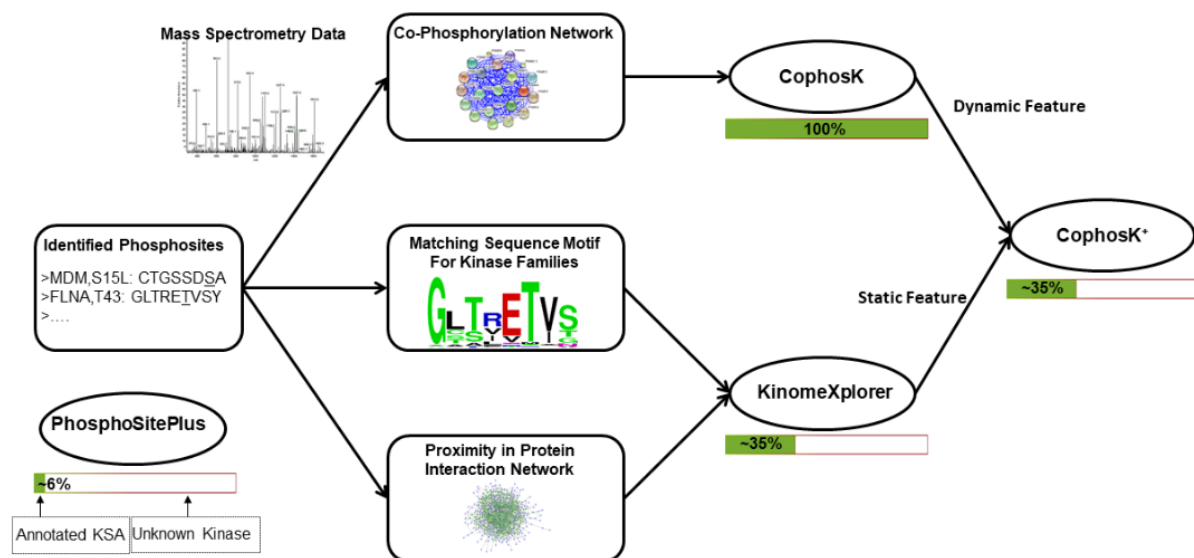 Mass Spectrometry Data
Co-Phosphorylation Network
CophosK
100%
Dynamic Feature
Identified Phosphosites
>MDM,S15L: CTGSSDSA
>FLNA,T43: GLTRETVSY
>....
Matching Sequence Motif
For Kinase Families
GLTRETVS
CophosK+
~35%
Static Feature
KinomeXplorer
~35%
PhosphoSitePlus
~6%
Annotated KSA
Unknown Kinase
Proximity in Protein
Interaction Network